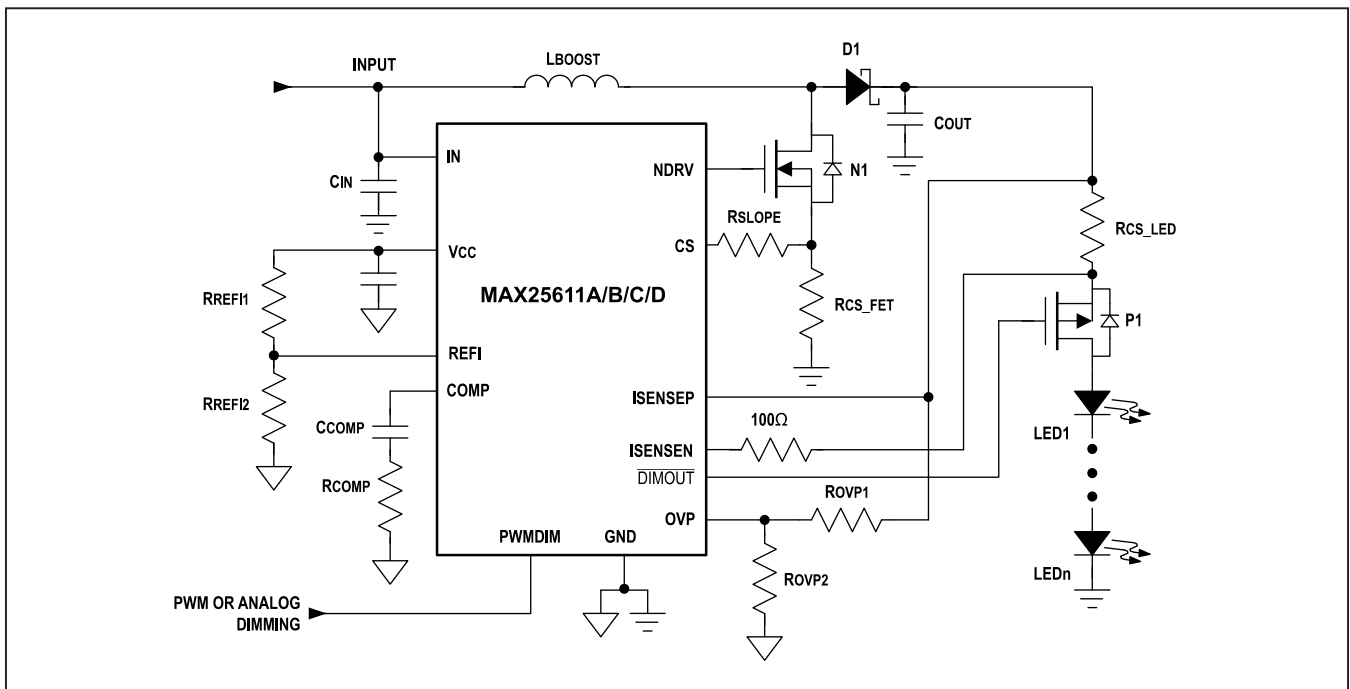 INPUT
LBOOST
D1
COUT
IN
CIN
NDRV
N1
RSLOPE
RCS_LED
VCC
CS
MAX25611A/B/C/D
RREFI1
RCS_FET
P1
REFI
COMP
ISENSEP
RREFI2
CCOMP
100Ω
LED1
ISENSEN
DIMOUT
RCOMP
ROVP1
OVP
PWMDIM
GND
LEDn
ROVP2
PWM OR ANALOG
DIMMING